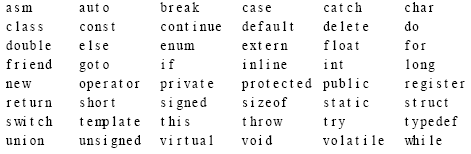 asm auto break case catch char
class const continue default delete do
double else enum extern float for
friend goto if inline int long
new operator private protected public register
return short signed sizeof static struct
switch template this throw try typedef
union unsigned virtual void volatile while